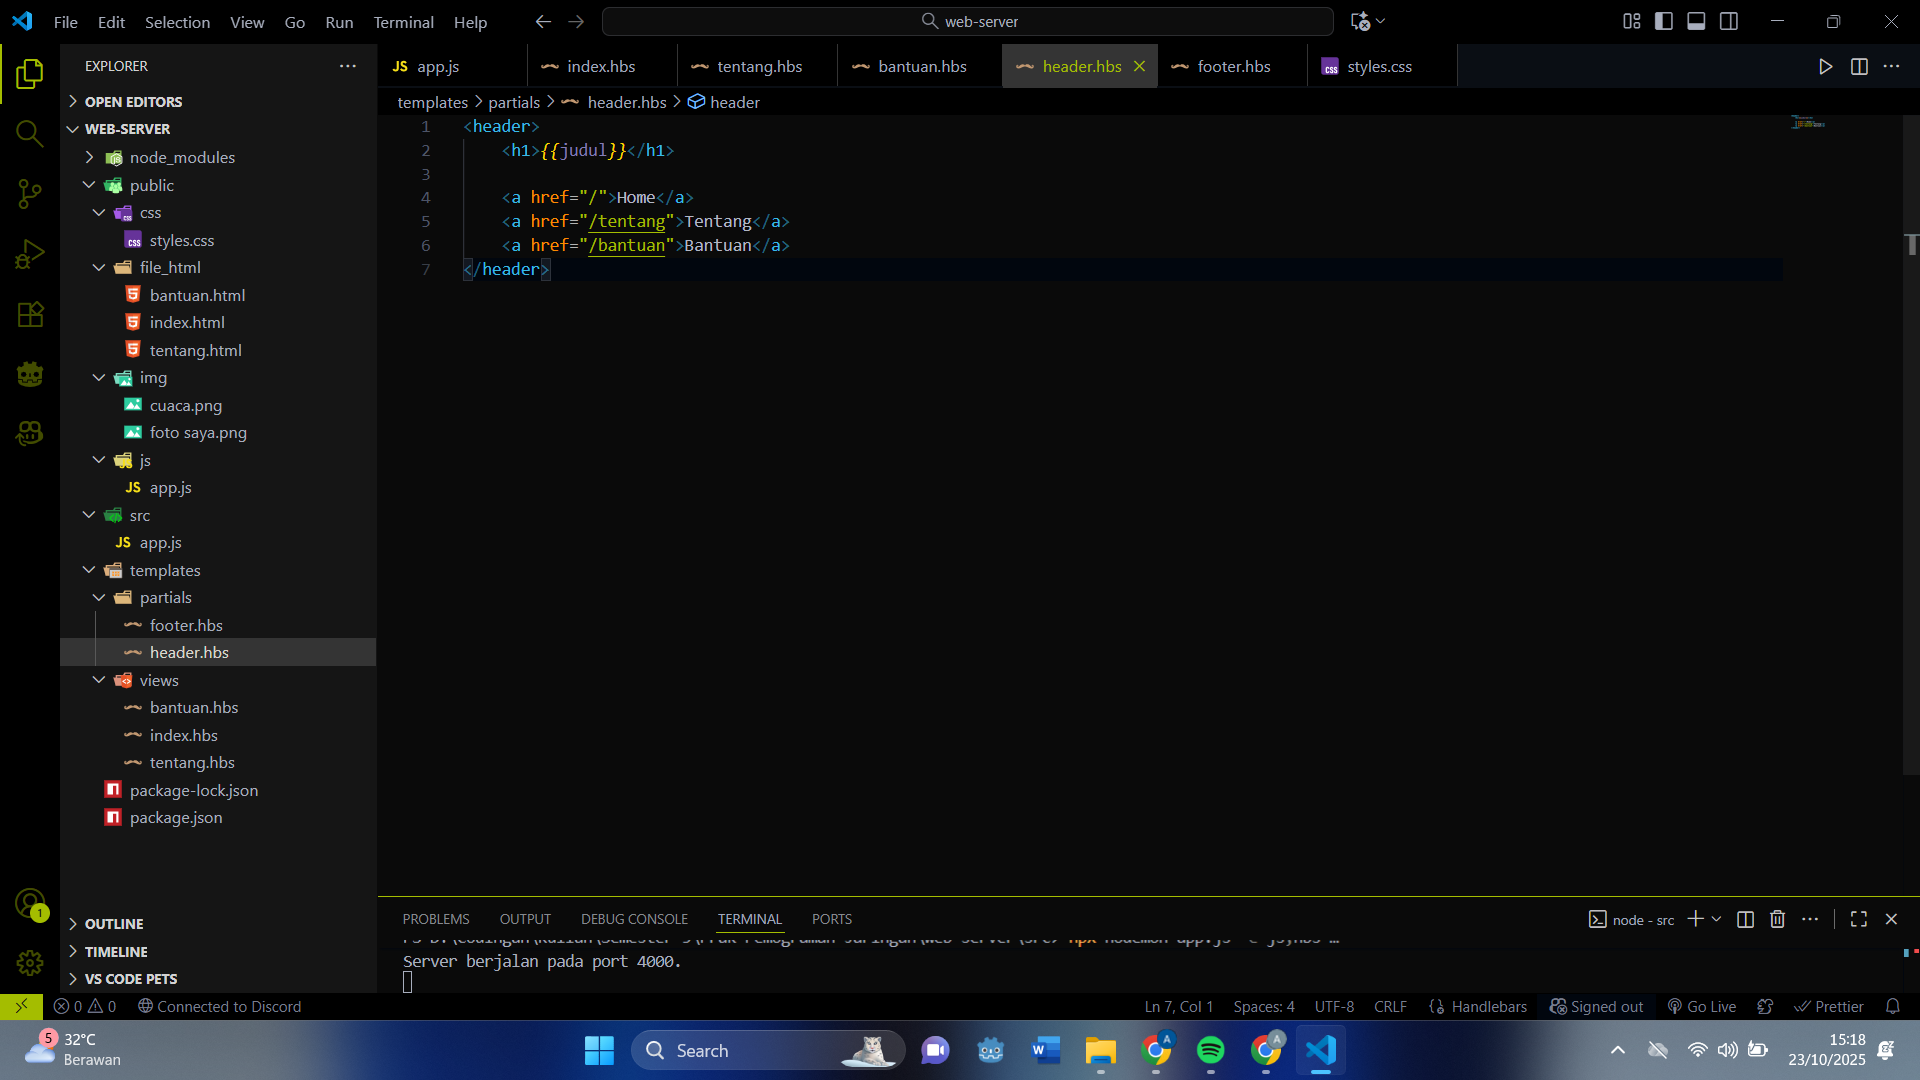 File Edit Selection View Go Run Terminal Help
web-server
EXPLORER
OPEN EDITORS
WEB-SERVER
node_modules
public
css
styles.css
file_html
bantuan.html
index.html
tentang.html
img
cuaca.png
foto saya.png
js
JS app.js
src
JS app.js
templates
partials
footer.hbs
header.hbs
views
bantuan.hbs
index.hbs
tentang.hbs
package-lock.json
package.json
OUTLINE
TIMELINE
VS CODE PETS
JS app.js index.hbs tentang.hbs bantuan.hbs header.hbs footer.hbs styles.css
templates > partials > header.hbs > header
1 <header>
2 <h1>{{judul}}</h1>
3
4 <a href="/">Home</a>
5 <a href="/tentang">Tentang</a>
6 <a href="/bantuan">Bantuan</a>
7 </header>
PROBLEMS OUTPUT DEBUG CONSOLE TERMINAL PORTS
node - src
Server berjalan pada port 4000.
1
0 0 Connected to Discord
Ln 7, Col 1 Spaces: 4 UTF-8 CRLF {} Handlebars Signed out Go Live Prettier
5 32°C
Berawan
Search
15:18
23/10/2025